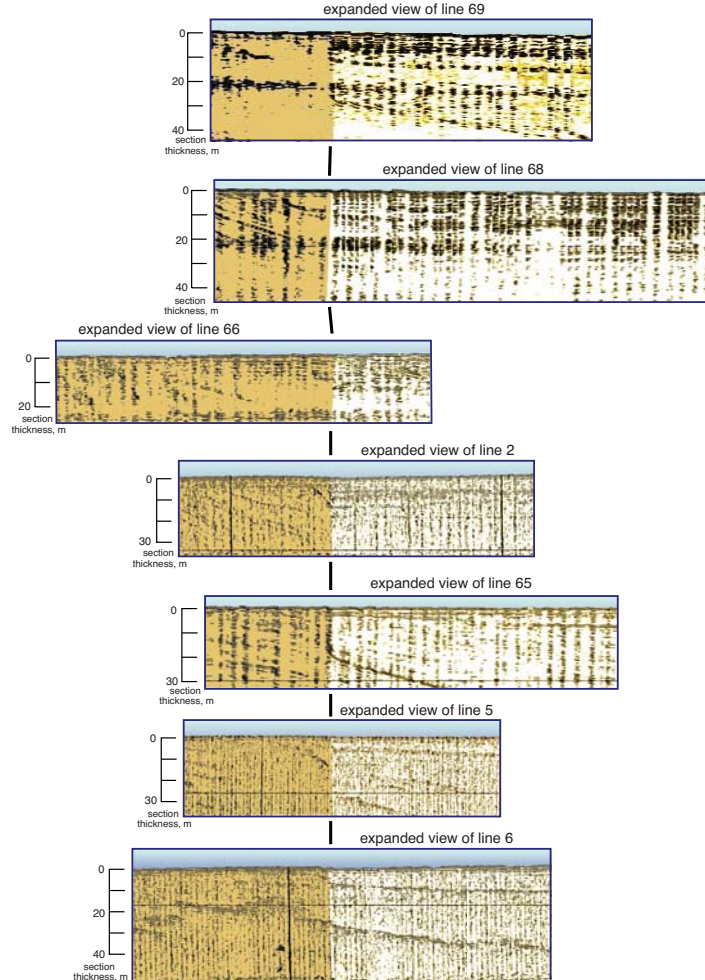 expanded view of line 69
0
20
40
section
thickness, m
expanded view of line 68
0
20
40
section
thickness, m
expanded view of line 66
0
20
section
thickness, m
expanded view of line 2
0
30
section
thickness, m
expanded view of line 65
0
30
section
thickness, m
expanded view of line 5
0
30
section
thickness, m
expanded view of line 6
0
20
40
section
thickness, m